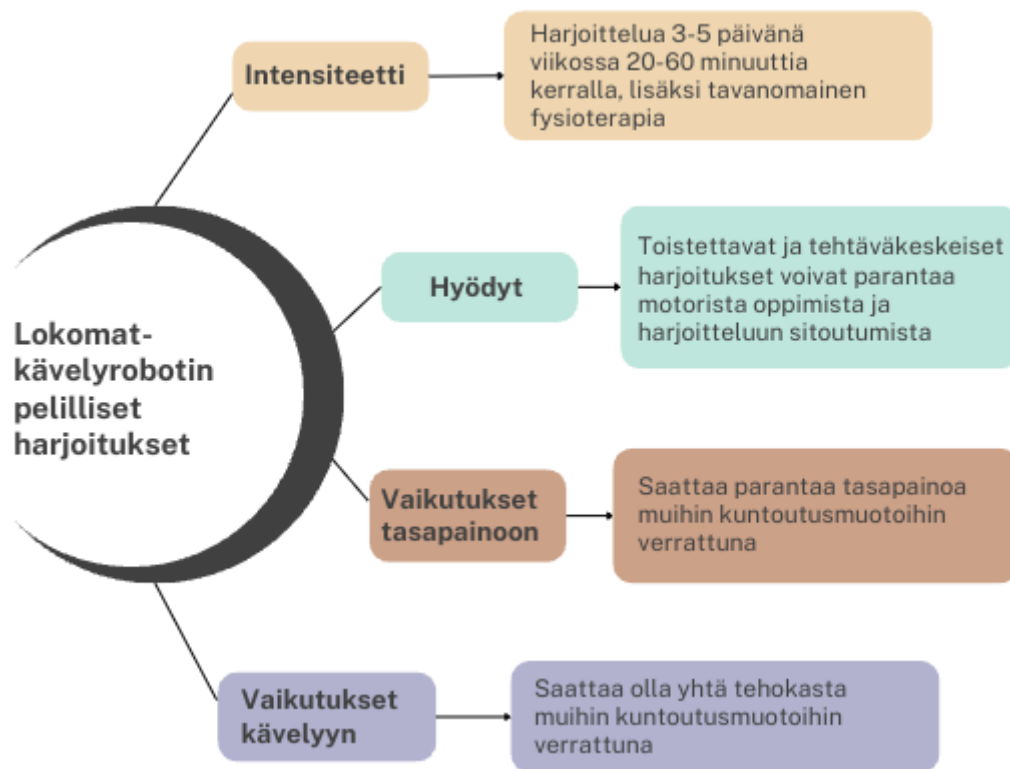 Lokomat-
kävelyrobotin
pelilliset
harjoitukset
Intensiteetti
Harjoittelua 3-5 päivänä
viikossa 20-60 minuuttia
kerralla, lisäksi tavanomainen
fysioterapia
Hyödyt
Toistettavat ja tehtäväkeskeiset
harjoitukset voivat parantaa
motorista oppimista ja
harjoitteluun sitoutumista
Vaikutukset
tasapainoon
Saattaa parantaa tasapainoa
muihin kuntoutusmuotoihin
verrattuna
Vaikutukset
kävelyyn
Saattaa olla yhtä tehokasta
muihin kuntoutusmuotoihin
verrattuna